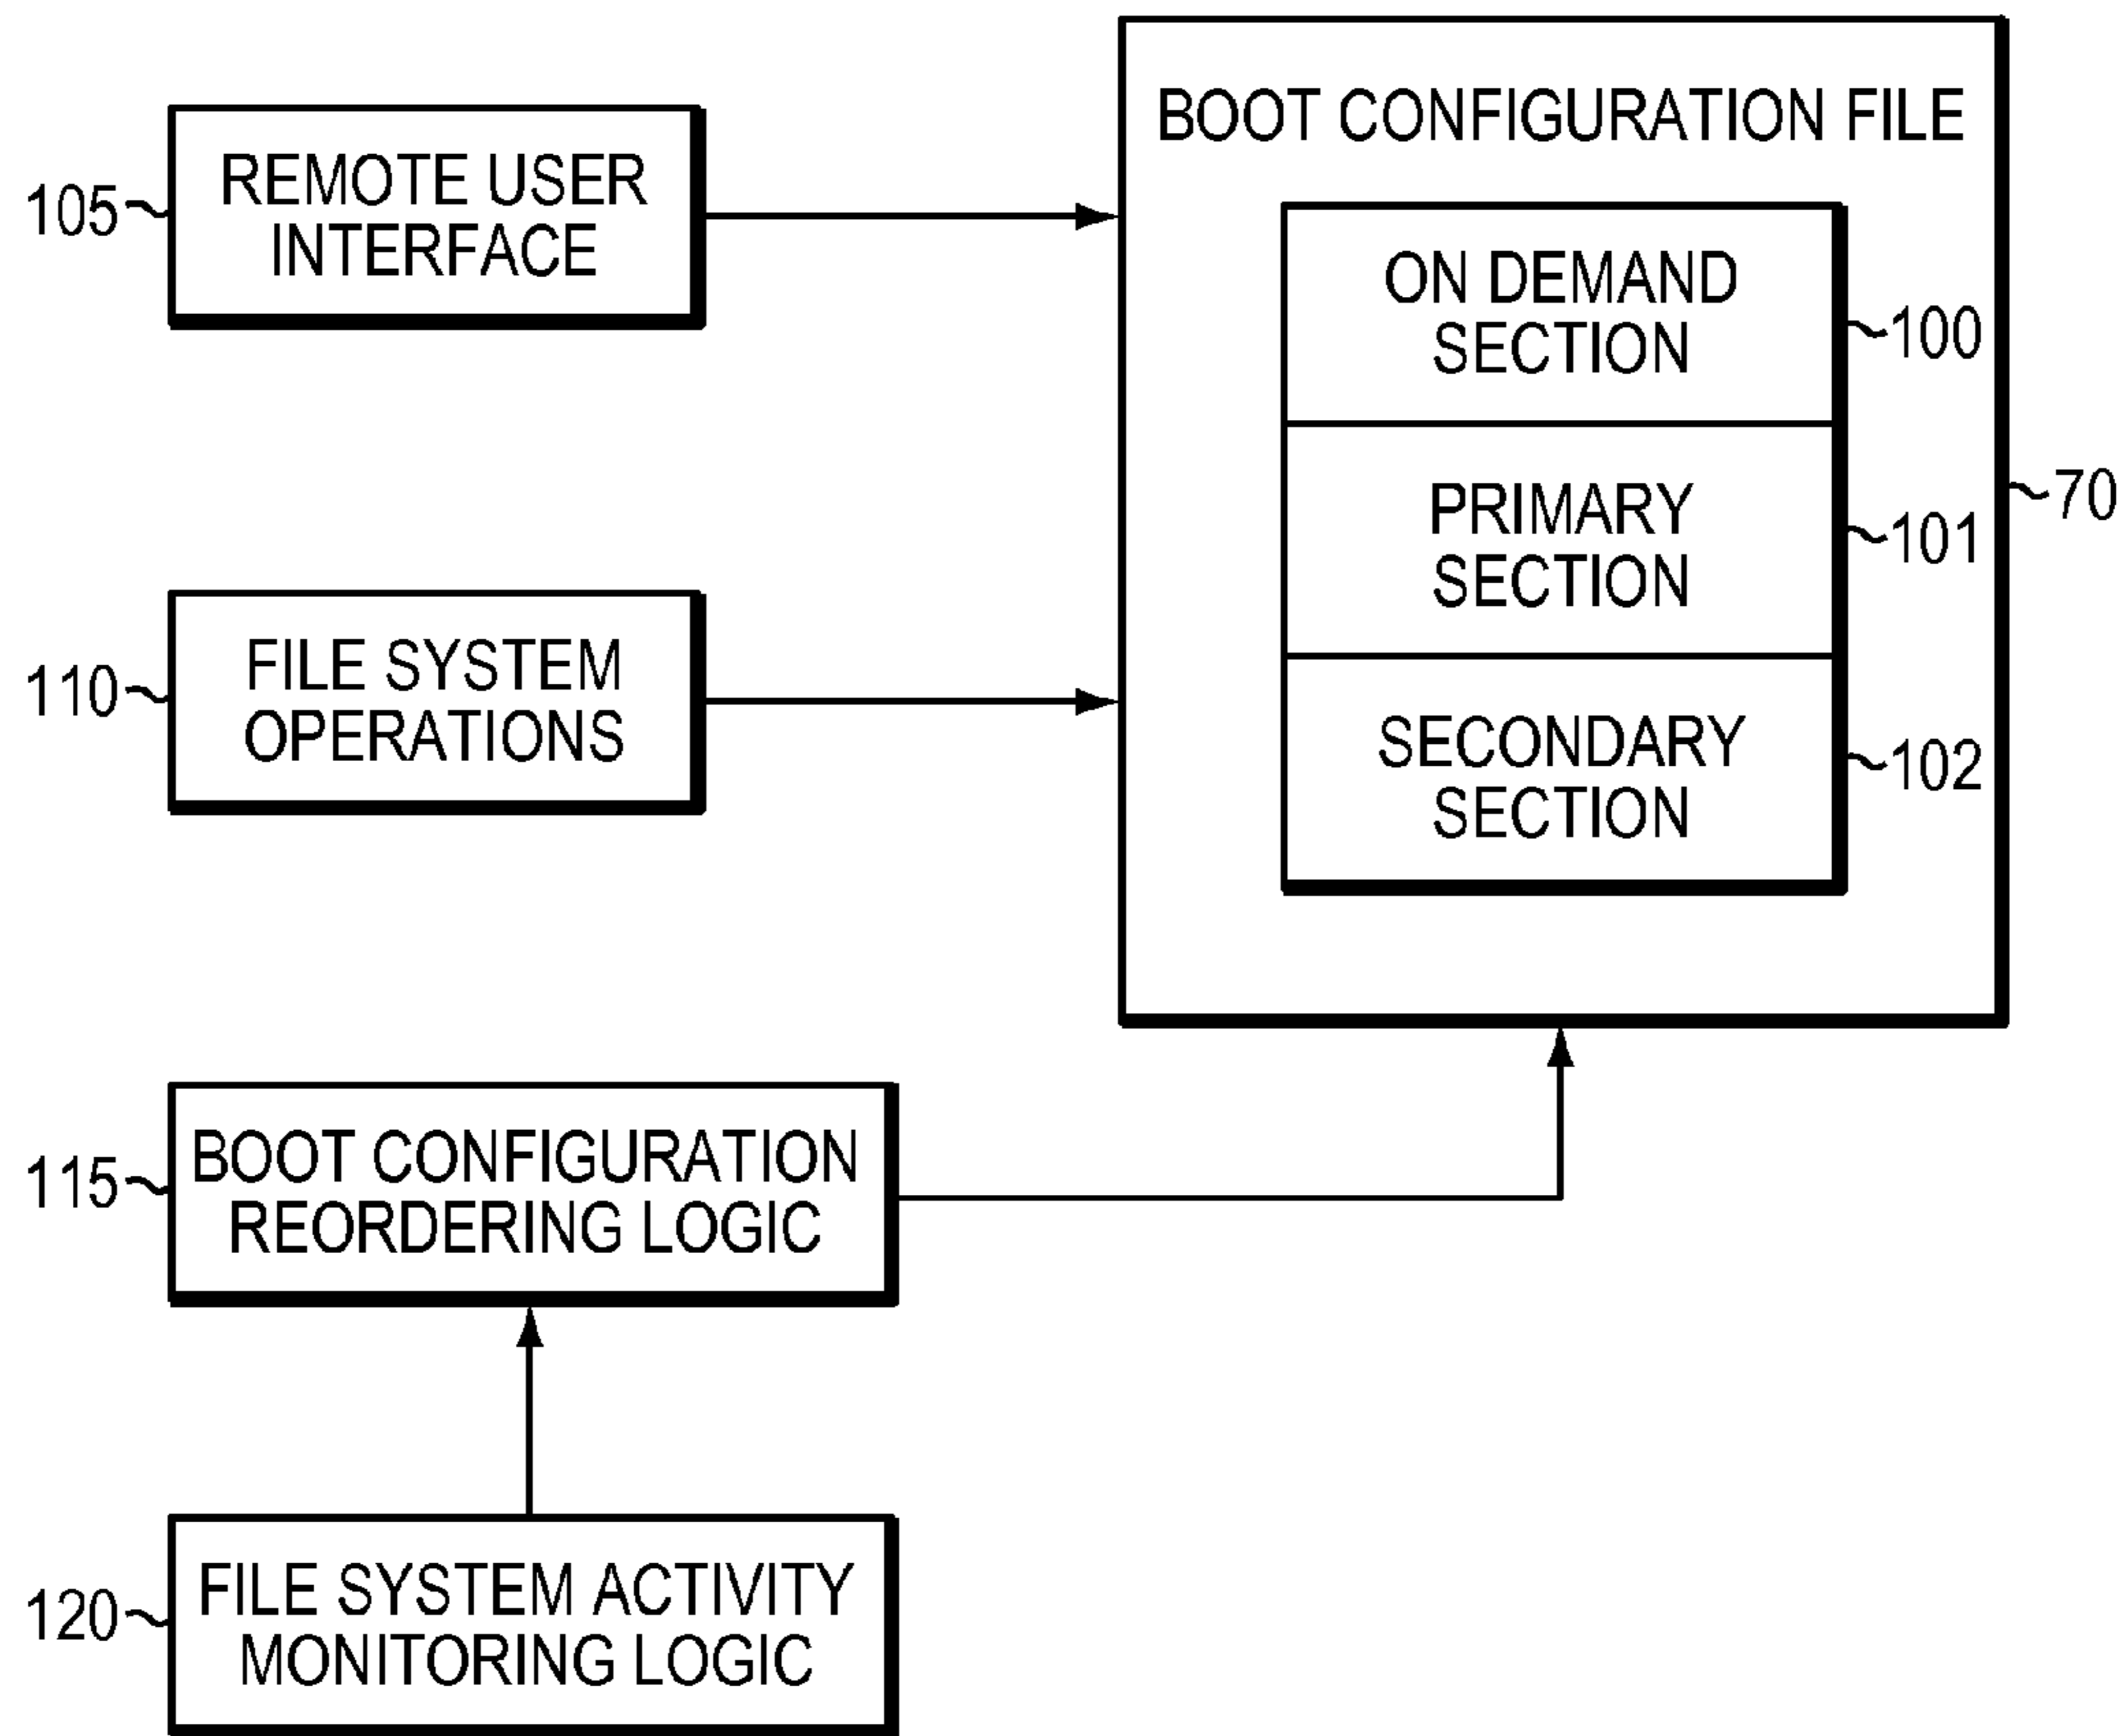 BOOT CONFIGURATION FILE
105
REMOTE USER
INTERFACE
ON DEMAND
SECTION
100
PRIMARY
SECTION
101
70
110
FILE SYSTEM
OPERATIONS
SECONDARY
SECTION
102
115
BOOT CONFIGURATION
REORDERING LOGIC
120
FILE SYSTEM ACTIVITY
MONITORING LOGIC